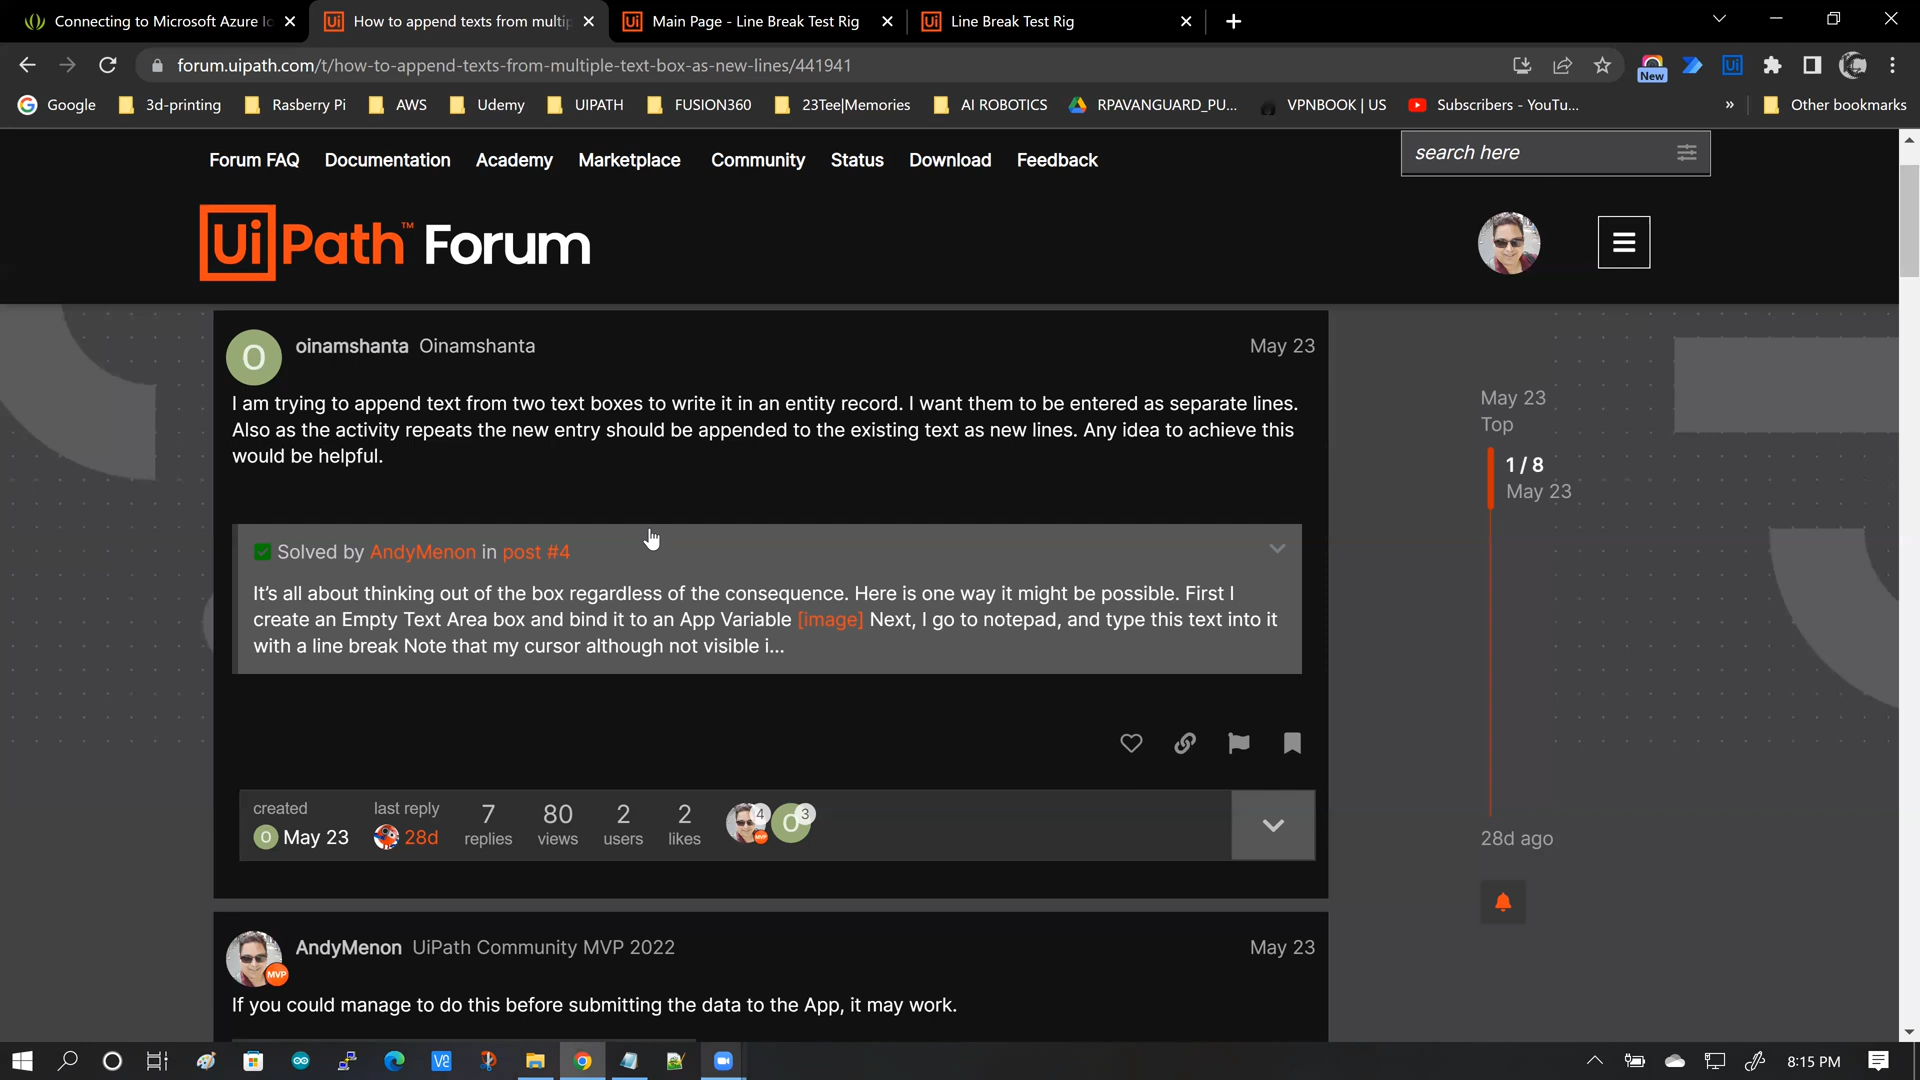 Connecting to Microsoft Azure Io
How to append texts from multip
Main Page - Line Break Test Rig
Line Break Test Rig
forum.uipath.com/t/how-to-append-texts-from-multiple-text-box-as-new-lines/441941
New
Google
3d-printing
Rasberry Pi
AWS
Udemy
UIPATH
FUSION360
23Tee|Memories
AI ROBOTICS
RPAVANGUARD_PU...
VPNBOOK | US
Subscribers - YouTu...
»
Other bookmarks
Forum FAQ
Documentation
Academy
Marketplace
Community
Status
Download
Feedback
search here
UiPath™ Forum
O
oinamshanta Oinamshanta
May 23
I am trying to append text from two text boxes to write it in an entity record. I want them to be entered as separate lines.
Also as the activity repeats the new entry should be appended to the existing text as new lines. Any idea to achieve this
would be helpful.
Solved by AndyMenon in post #4
It's all about thinking out of the box regardless of the consequence. Here is one way it might be possible. First I
create an Empty Text Area box and bind it to an App Variable [image] Next, I go to notepad, and type this text into it
with a line break Note that my cursor although not visible i...
created
O May 23
last reply
28d
7
replies
80
views
2
users
2
likes
4
MVP
O
3
May 23
Top
1 / 8
May 23
28d ago
AndyMenon UiPath Community MVP 2022
May 23
MVP
If you could manage to do this before submitting the data to the App, it may work.
8:15 PM